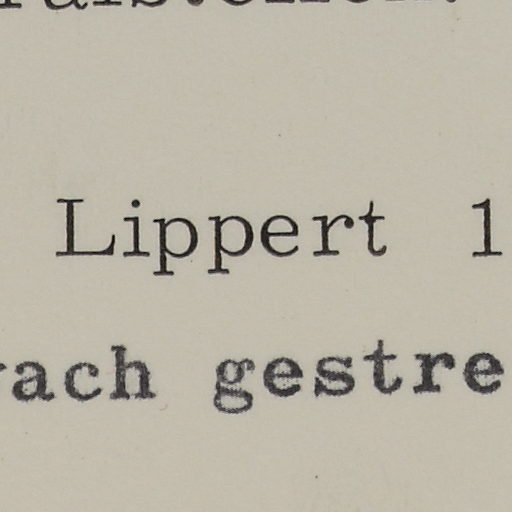 Lippert 1
ach gestre